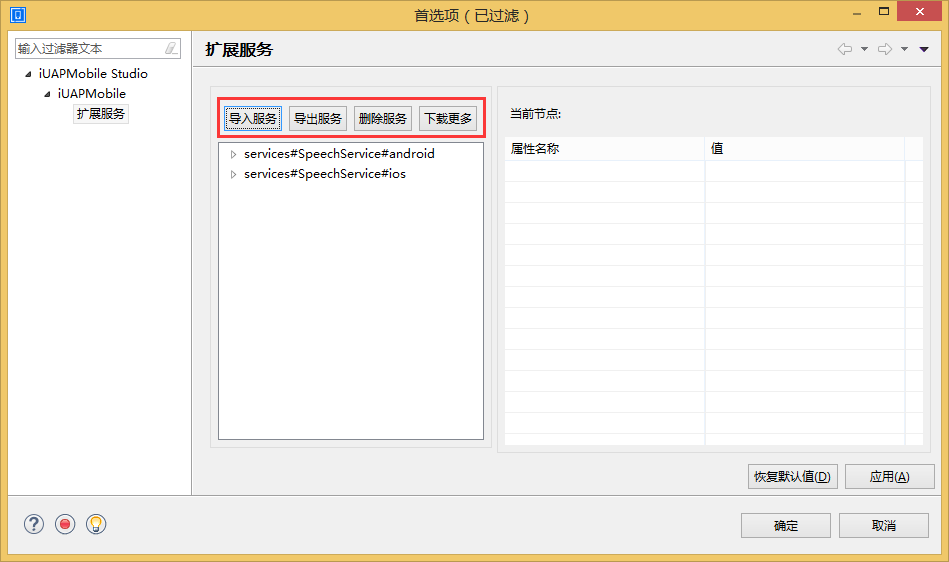 首选项（已过滤）
输入过滤器文本
iUAPMobile Studio
iUAPMobile
扩展服务
扩展服务
导入服务 导出服务 删除服务 下载更多
services#SpeechService#android
services#SpeechService#ios
当前节点:
属性名称 值
恢复默认值(D) 应用(A)
确定 取消